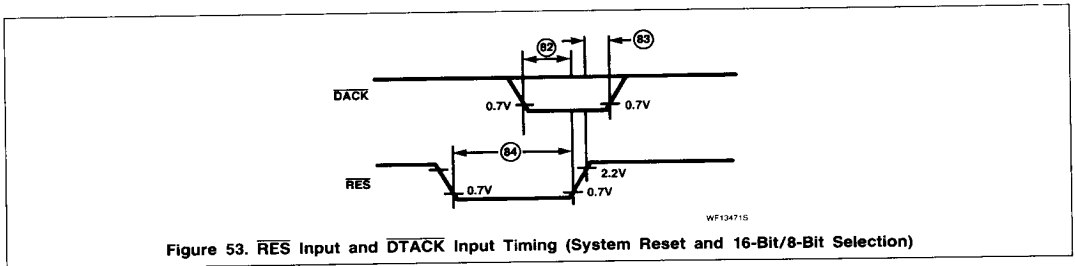 82
83
DACK
0.7V
0.7V
84
RES
0.7V
2.2V
0.7V
WF13471S
Figure 53. RES Input and DTACK Input Timing (System Reset and 16-Bit/8-Bit Selection)